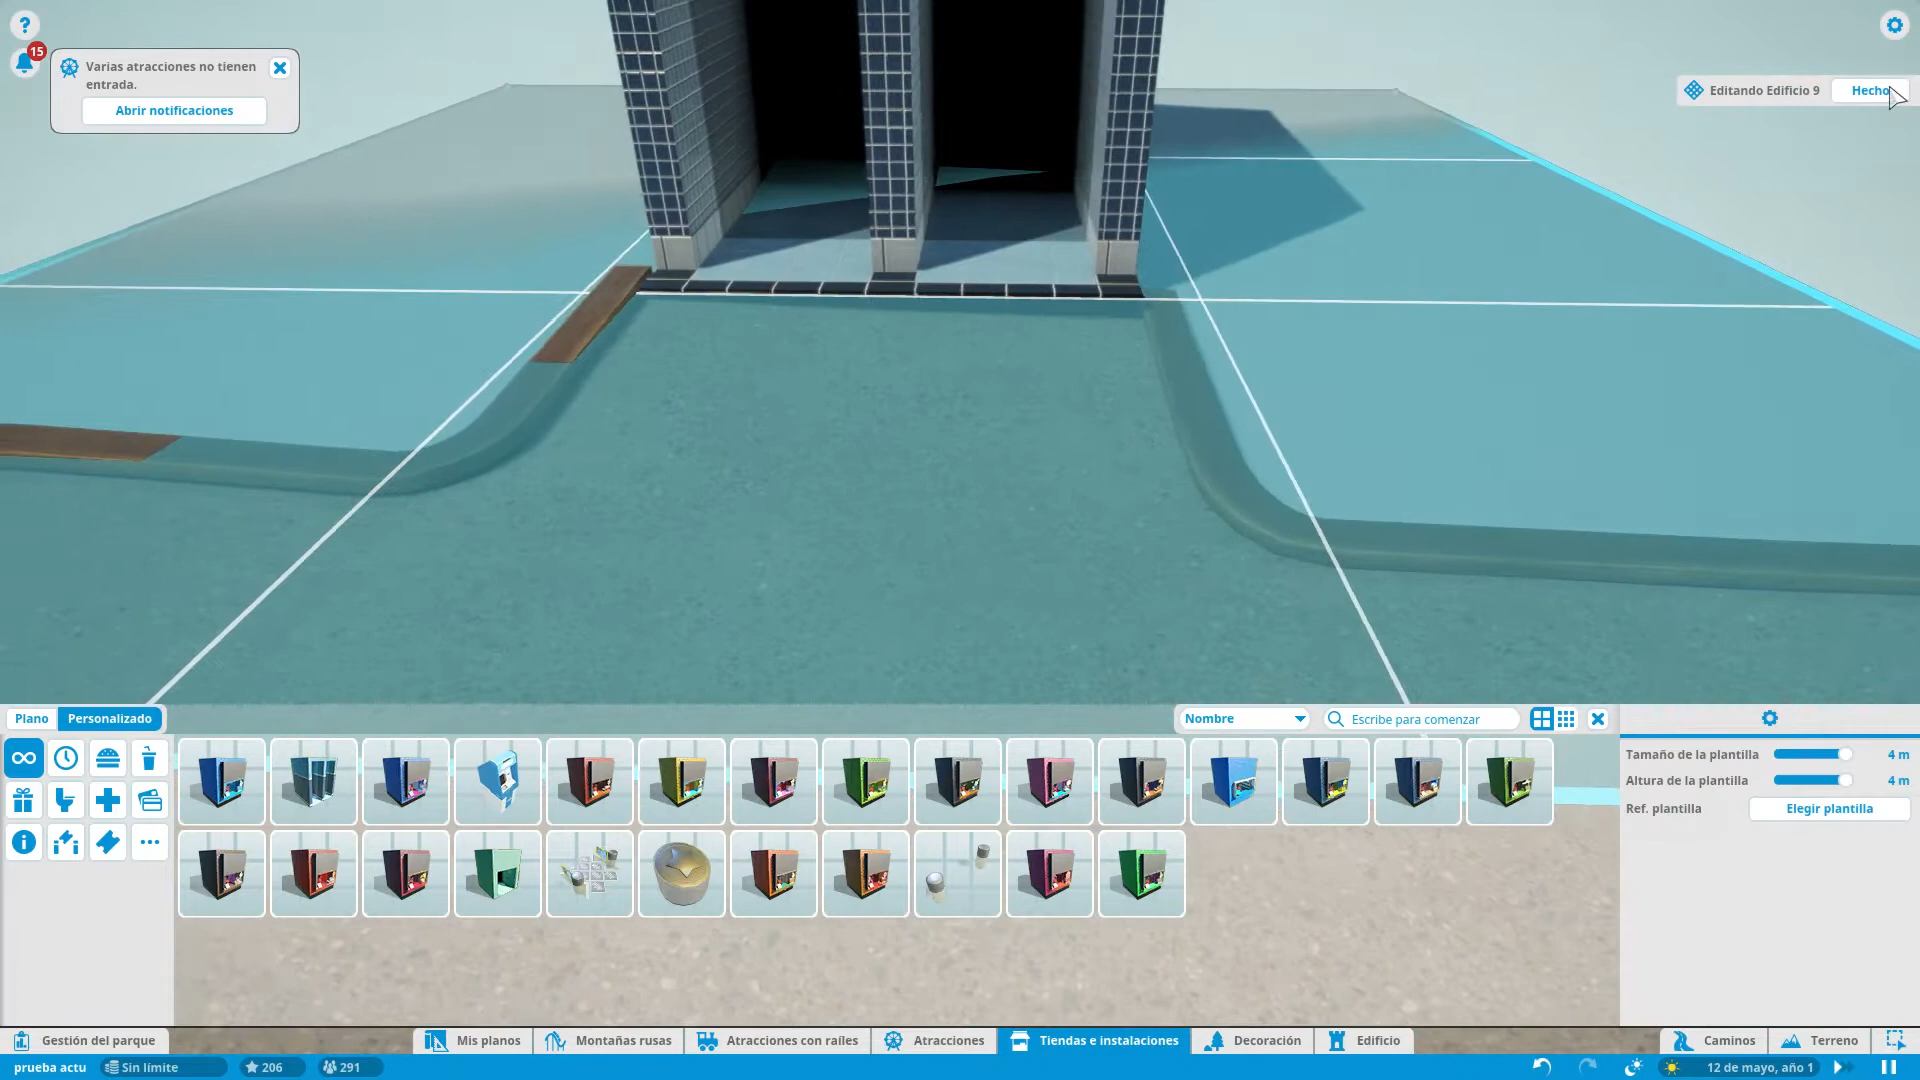 ?
15
Varias atracciones no tienen
entrada.
Abrir notificaciones
Editando Edificio 9
Hecho
Plano
Personalizado
Nombre
Escribe para comenzar
Tamaño de la plantilla
4 m
Altura de la plantilla
4 m
Ref. plantilla
Elegir plantilla
Gestión del parque
Mis planos
Montañas rusas
Atracciones con raíles
Atracciones
Tiendas e instalaciones
Decoración
Edificio
Caminos
Terreno
prueba actu
Sin límite
206
291
12 de mayo, año 1